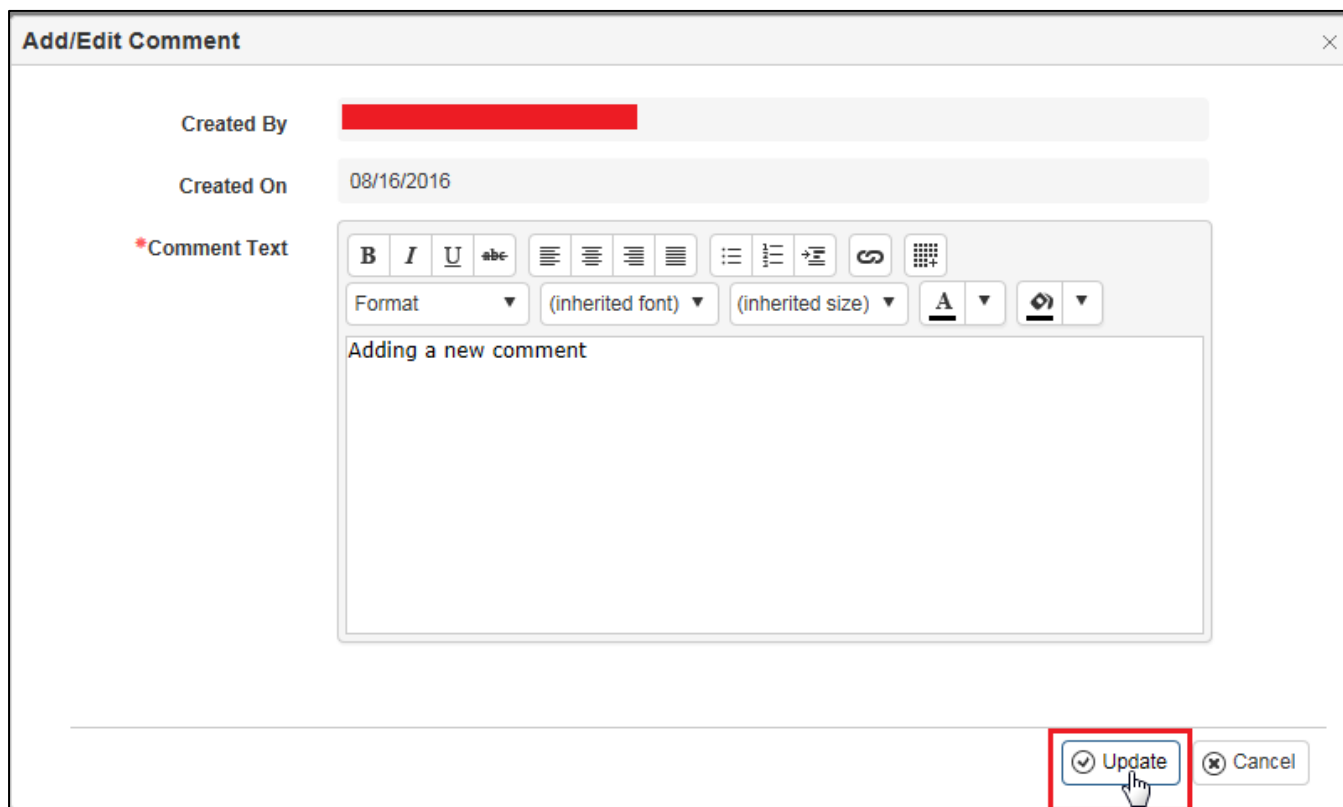 Add/Edit Comment
Created By
Created On 08/16/2016
*Comment Text
B I U abc
Format (inherited font) (inherited size) A
Adding a new comment
Update Cancel